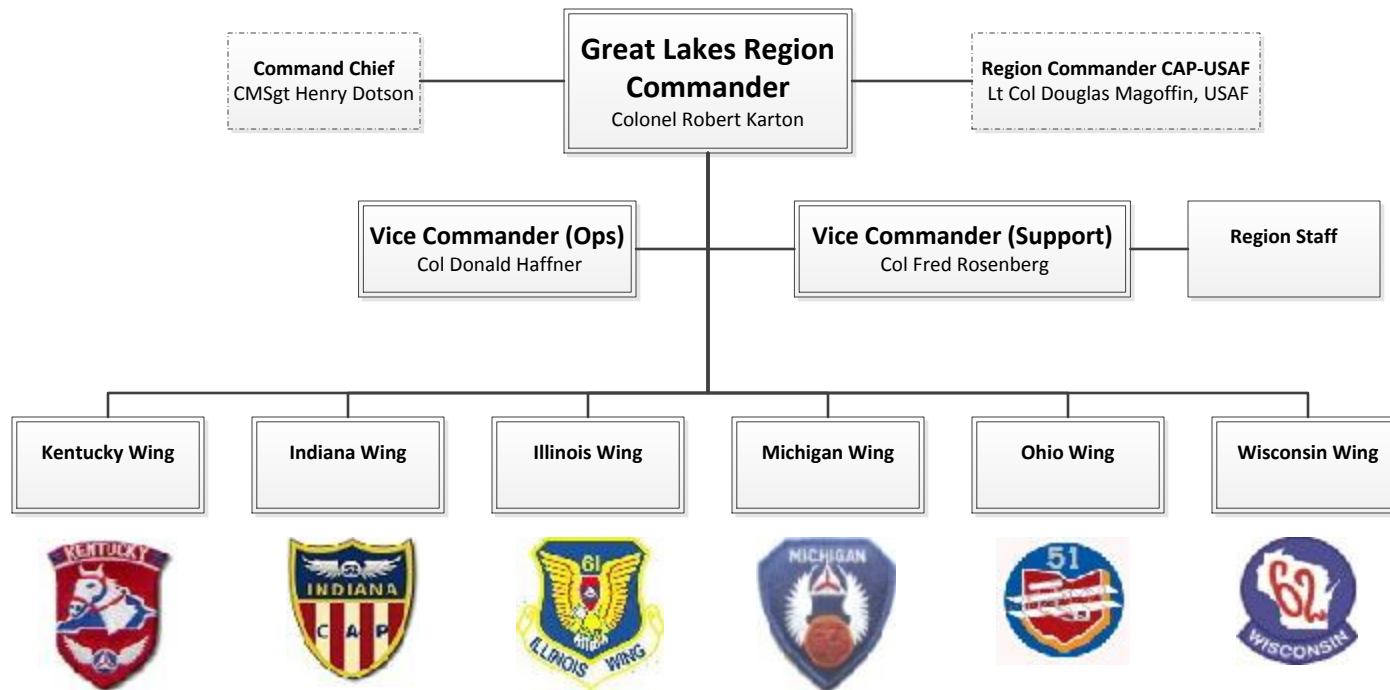 Great Lakes Region
Commander
Colonel Robert Karton
Command Chief
CMSgt Henry Dotson
Region Commander CAP-USAF
Lt Col Douglas Magoffin, USAF
Vice Commander (Ops)
Col Donald Haffner
Vice Commander (Support)
Col Fred Rosenberg
Region Staff
Kentucky Wing
Indiana Wing
Illinois Wing
Michigan Wing
Ohio Wing
Wisconsin Wing
KENTUCKY
52
INDIANA
C A P
61
ILLINOIS WING
MICHIGAN
51
62
WISCONSIN